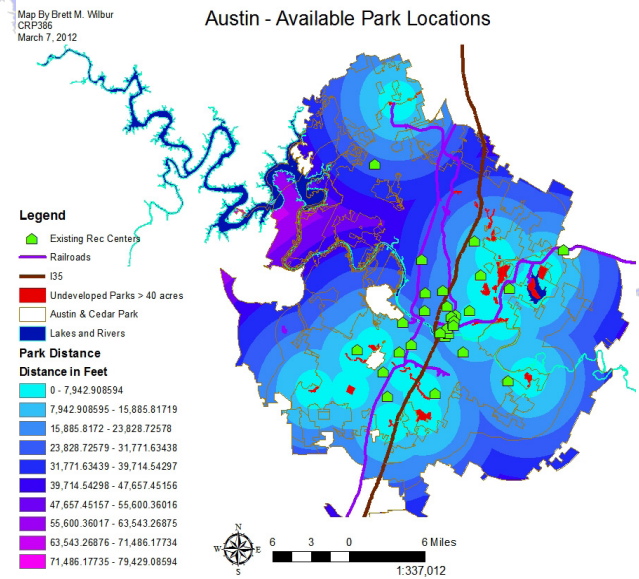 Map By Brett M. Wilbur
CRP386
March 7, 2012
Austin - Available Park Locations
Legend
Existing Rec Centers
Railroads
I35
Undeveloped Parks > 40 acres
Austin & Cedar Park
Lakes and Rivers
Park Distance
Distance in Feet
0 - 7,942.908594
7,942.908595 - 15,885.81719
15,885.8172 - 23,828.72578
23,828.72579 - 31,771.63438
31,771.63439 - 39,714.54297
39,714.54298 - 47,657.45156
47,657.45157 - 55,600.36016
55,600.36017 - 63,543.26875
63,543.26876 - 71,486.17734
71,486.17735 - 79,429.08594
N
W E
S
6 3 0 6 Miles
1:337,012